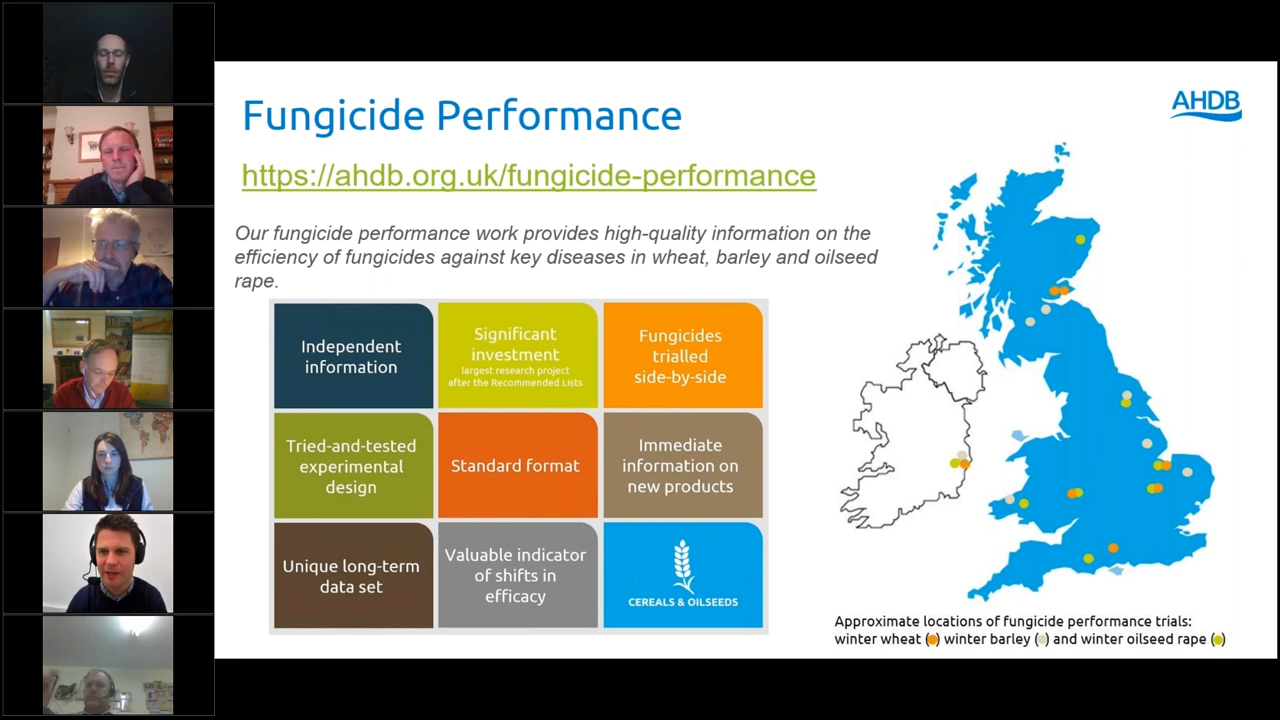 Fungicide Performance
AHDB
https://ahdb.org.uk/fungicide-performance
Our fungicide performance work provides high-quality information on the
efficiency of fungicides against key diseases in wheat, barley and oilseed
rape.
Independent
information
Significant
investment
largest research project
after the Recommended Lists
Fungicides
trialled
side-by-side
Tried-and-tested
experimental
design
Standard format
Immediate
information on
new products
Unique long-term
data set
Valuable indicator
of shifts in
efficacy
CEREALS & OILSEEDS
Approximate locations of fungicide performance trials:
winter wheat ( ) winter barley ( ) and winter oilseed rape ( )